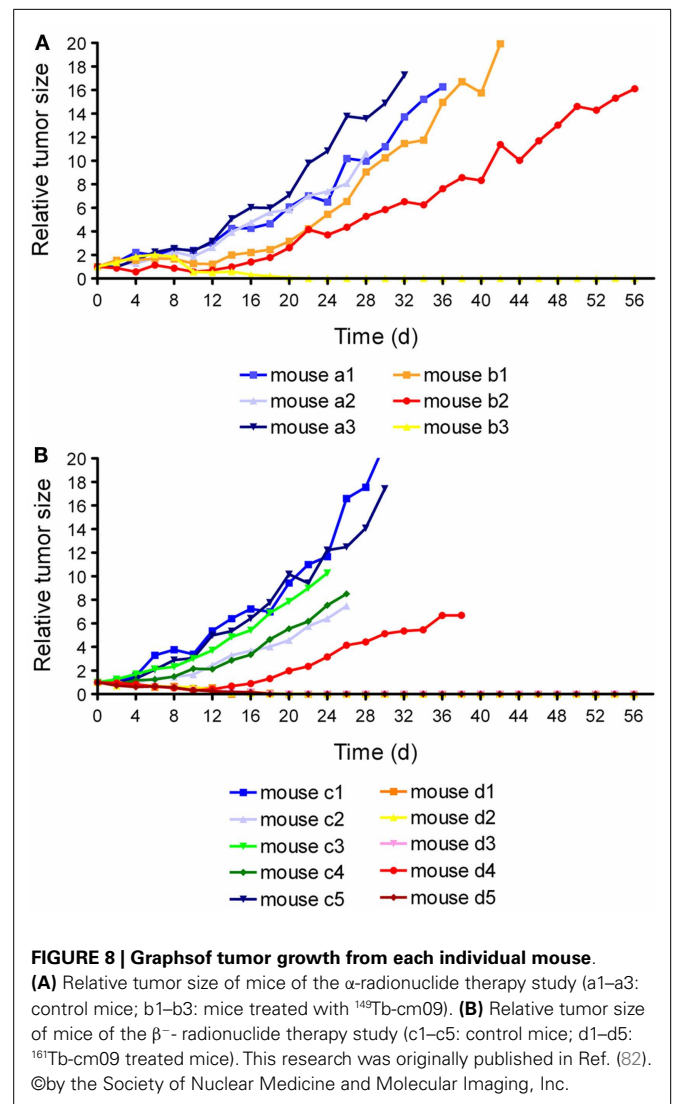 A
Relative tumor size
20
18
16
14
12
10
8
6
4
2
0
0 4 8 12 16 20 24 28 32 36 40 44 48 52 56
Time (d)
mouse a1 mouse b1
mouse a2 mouse b2
mouse a3 mouse b3
B
Relative tumor size
20
18
16
14
12
10
8
6
4
2
0
0 4 8 12 16 20 24 28 32 36 40 44 48 52 56
Time (d)
mouse c1 mouse d1
mouse c2 mouse d2
mouse c3 mouse d3
mouse c4 mouse d4
mouse c5 mouse d5
FIGURE 8 | Graphsof tumor growth from each individual mouse.
(A) Relative tumor size of mice of the α-radionuclide therapy study (a1–a3:
control mice; b1–b3: mice treated with ¹⁴⁹Tb-cm09). (B) Relative tumor size
of mice of the β⁻- radionuclide therapy study (c1–c5: control mice; d1–d5:
¹⁶¹Tb-cm09 treated mice). This research was originally published in Ref. (82).
©by the Society of Nuclear Medicine and Molecular Imaging, Inc.